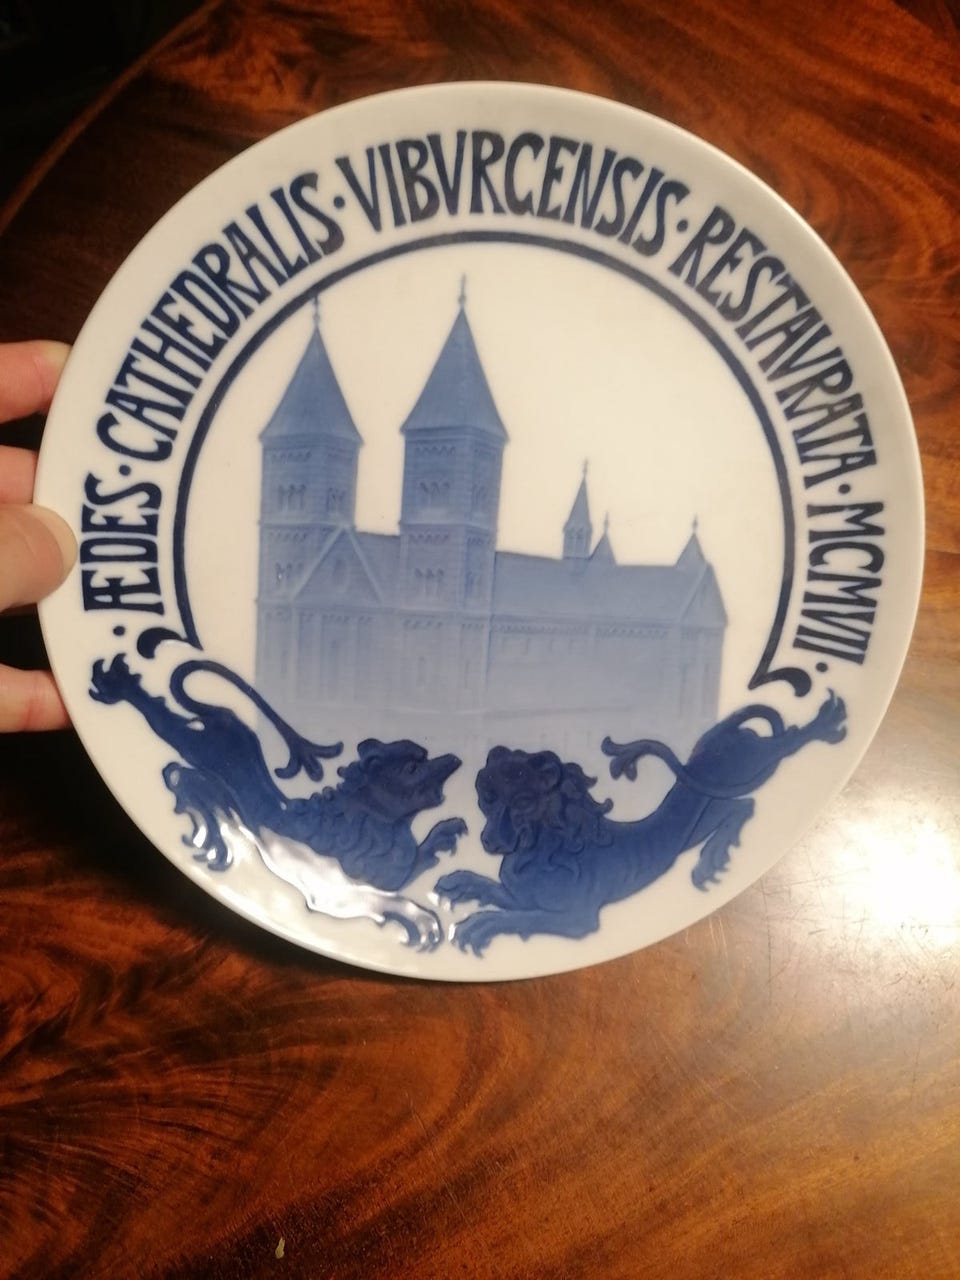 · ÆDES · CATHEDRALIS · VIBVRGENSIS · RESTAVRATA · MCMVII ·